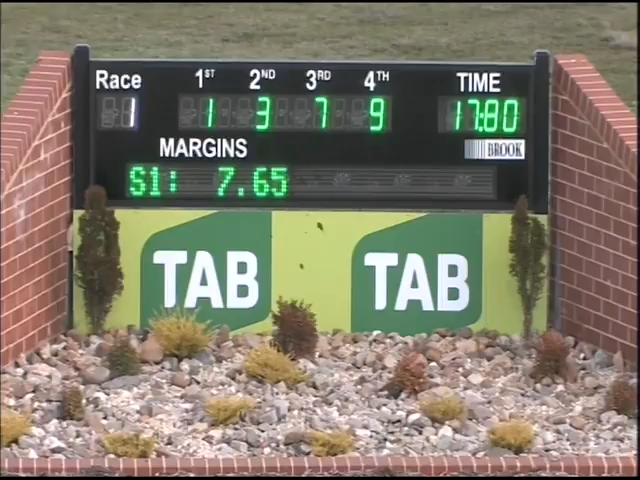 Race 1ST 2ND 3RD 4TH TIME
1 1 3 7 9 17:80
MARGINS BROOK
S1: 7.65
TAB TAB